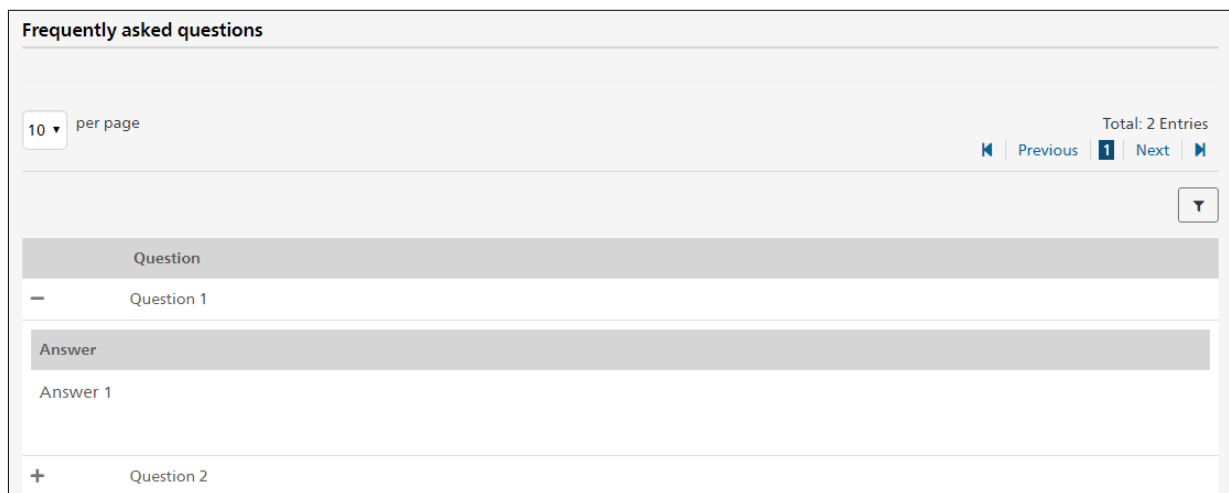 Frequently asked questions
10 per page
Total: 2 Entries
Previous 1 Next
Question
Question 1
Answer
Answer 1
Question 2